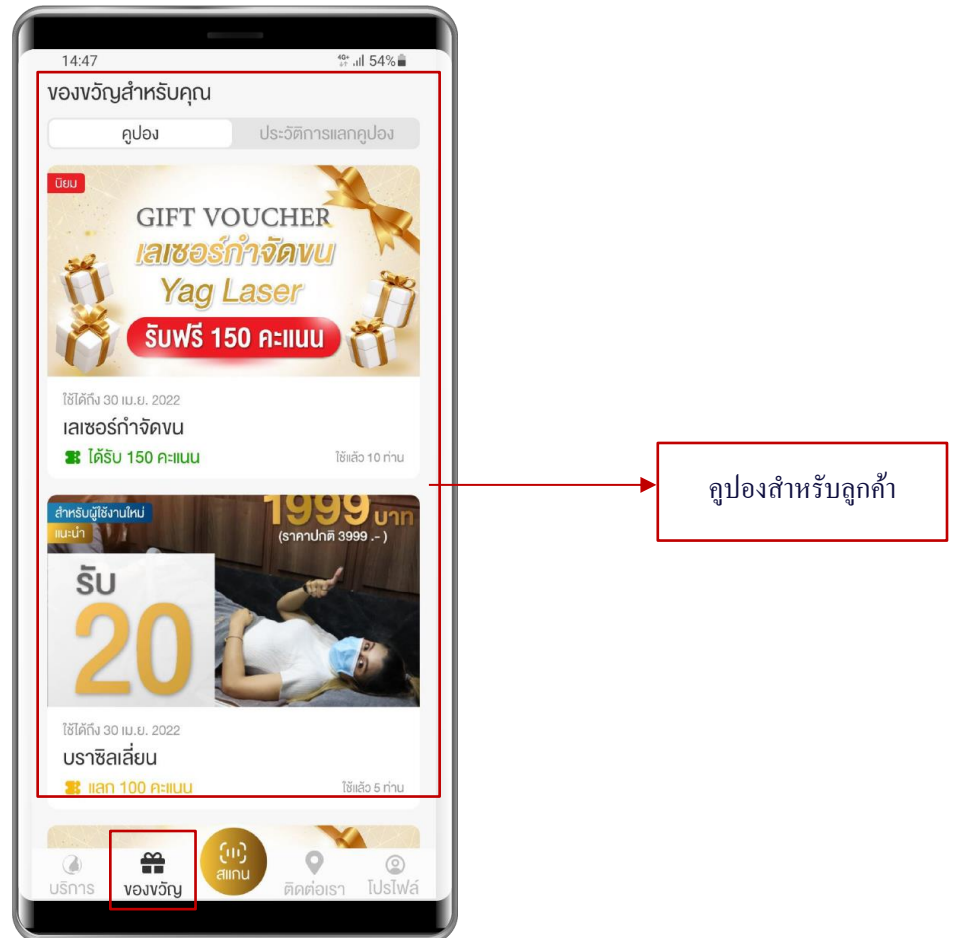 14:47
4G+ 54%
ของขวัญสำหรับคุณ
คูปอง
ประวัติการแลกคูปอง
นิยม
GIFT VOUCHER
เลเซอร์กำจัดขน
Yag Laser
รับฟรี 150 คะแนน
ใช้ได้ถึง 30 เม.ย. 2022
เลเซอร์กำจัดขน
ได้รับ 150 คะแนน
ใช้แล้ว 10 ท่าน
คูปองสำหรับลูกค้า
สำหรับผู้ใช้งานใหม่
แนะนำ
1999 บาท
(ราคาปกติ 3999 .- )
รับ
20
ใช้ได้ถึง 30 เม.ย. 2022
บราซิลเลี่ยน
แลก 100 คะแนน
ใช้แล้ว 5 ท่าน
บริการ
ของขวัญ
สแกน
ติดต่อเรา
โปรไฟล์